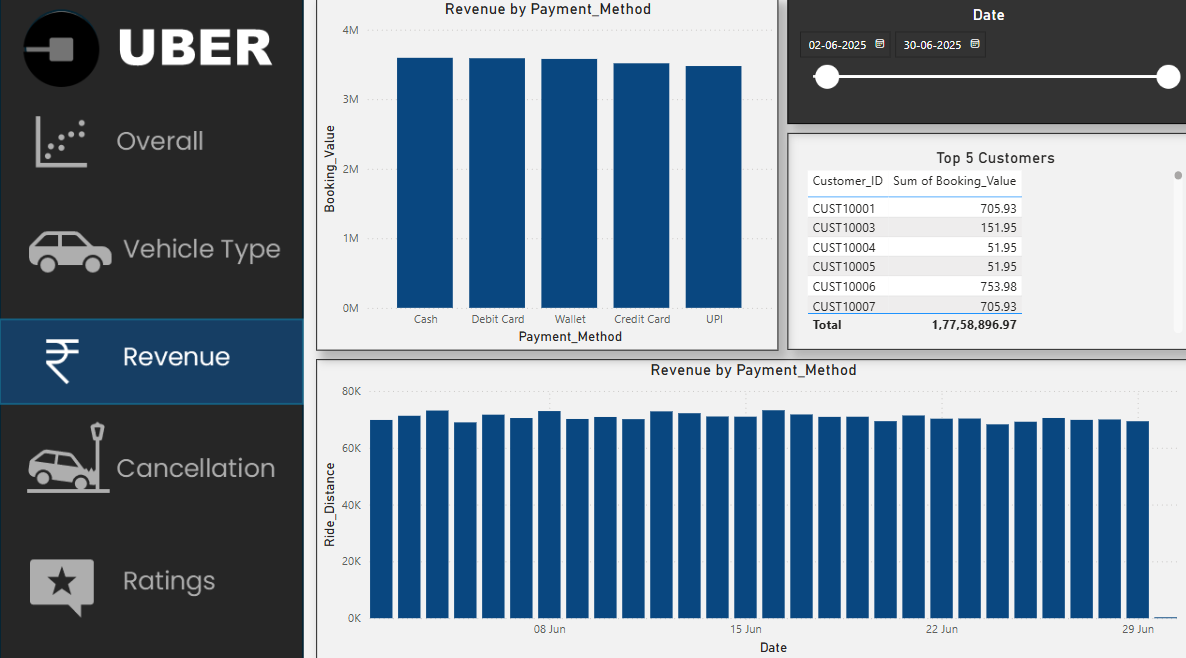 UBER
Overall
Vehicle Type
Revenue
Cancellation
Ratings
Revenue by Payment_Method
4M
3M
2M
1M
0M
Booking_Value
Cash Debit Card Wallet Credit Card UPI
Payment_Method
Date
02-06-2025 30-06-2025
Top 5 Customers
Customer_ID Sum of Booking_Value
CUST10001 705.93
CUST10003 151.95
CUST10004 51.95
CUST10005 51.95
CUST10006 753.98
CUST10007 705.93
Total 1,77,58,896.97
Revenue by Payment_Method
80K
60K
40K
20K
0K
Ride_Distance
08 Jun 15 Jun 22 Jun 29 Jun
Date